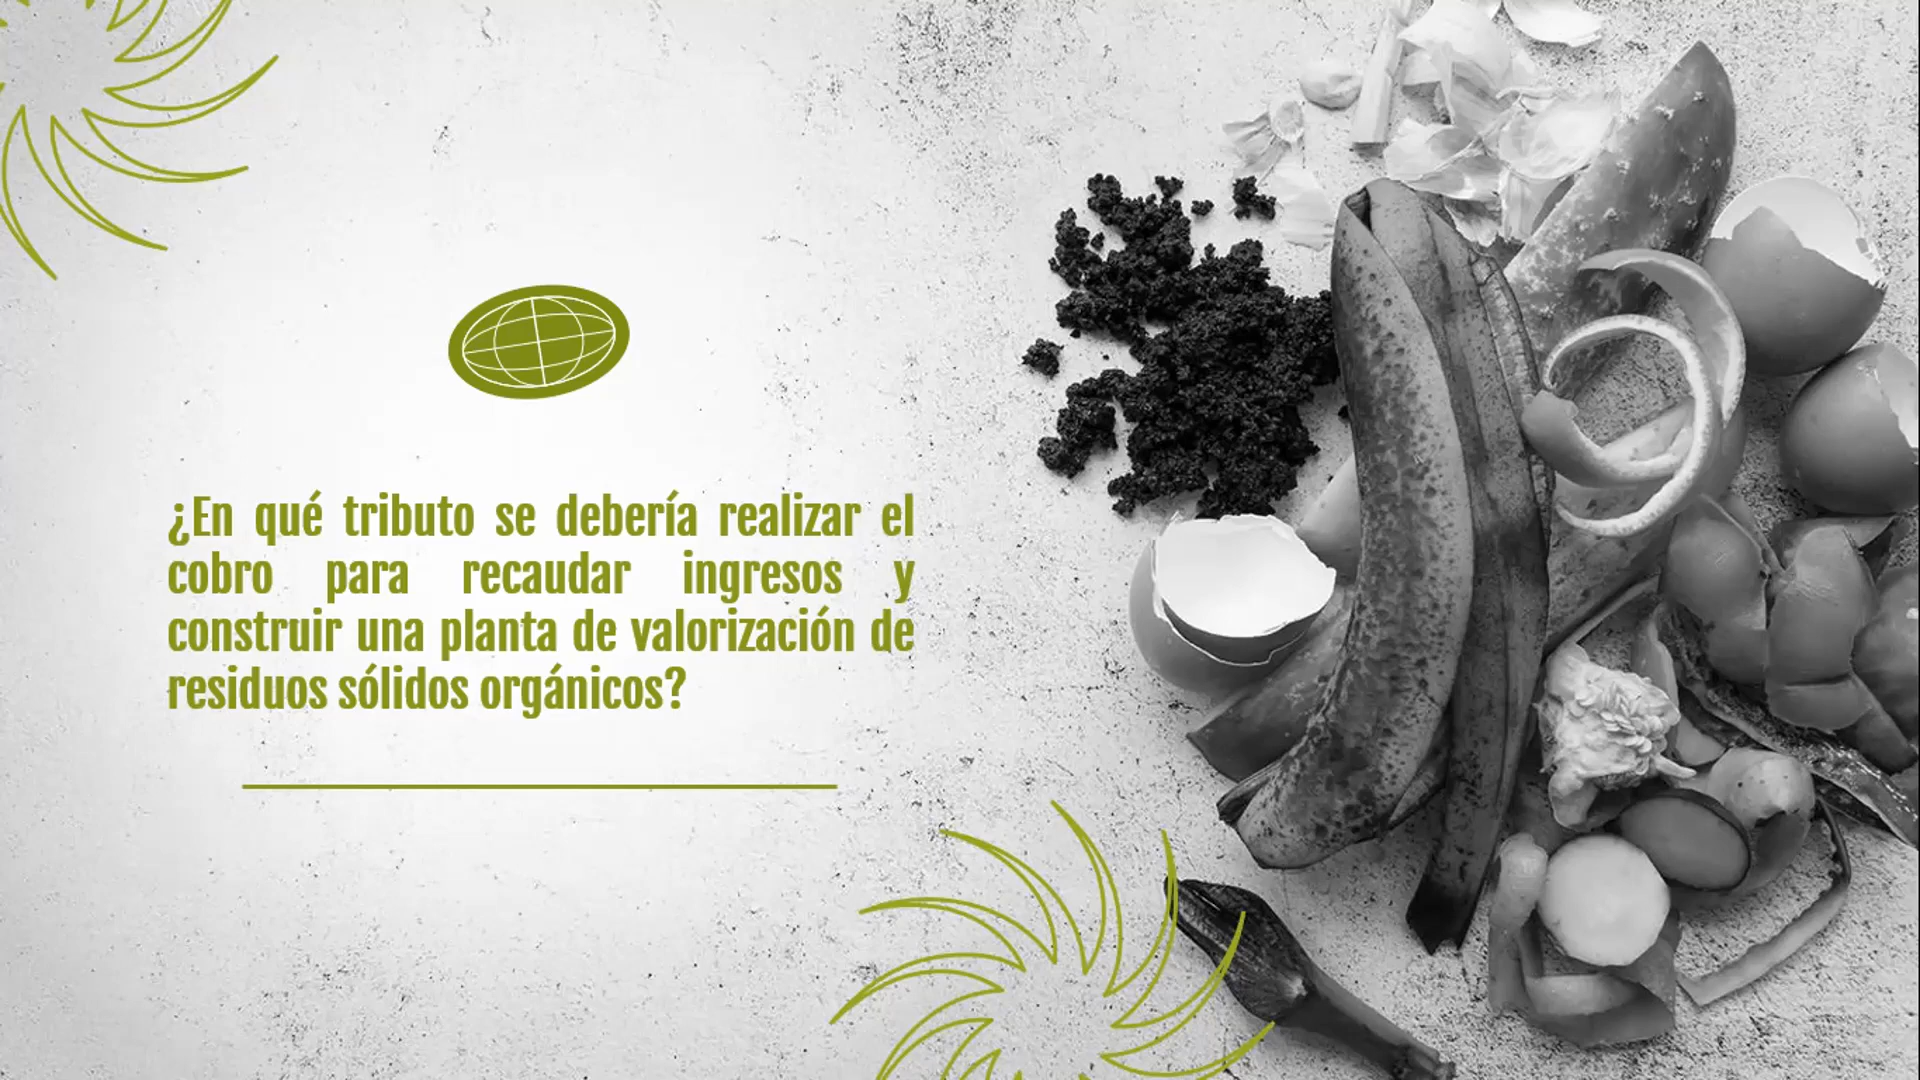 ¿En qué tributo se debería realizar el
cobro para recaudar ingresos y
construir una planta de valorización de
residuos sólidos orgánicos?